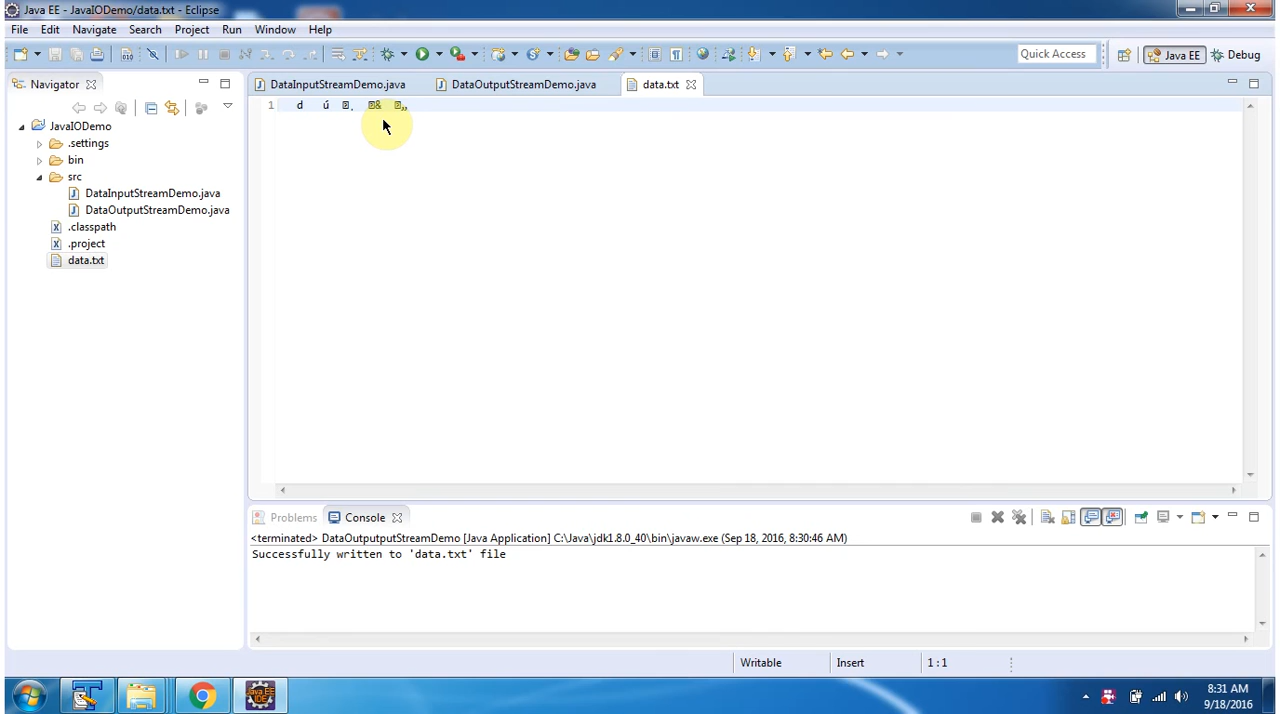 Java EE - JavaIODemo/data.txt - Eclipse
File Edit Navigate Search Project Run Window Help
Quick Access Java EE Debug
Navigator
DataInputStreamDemo.java DataOutputStreamDemo.java data.txt
1 d ú
JavaIODemo
.settings
bin
src
DataInputStreamDemo.java
DataOutputStreamDemo.java
.classpath
.project
data.txt
Problems Console
<terminated> DataOutputputStreamDemo [Java Application] C:\Java\jdk1.8.0_40\bin\javaw.exe (Sep 18, 2016, 8:30:46 AM)
Successfully written to 'data.txt' file
Writable Insert 1 : 1
Java EE IDE
8:31 AM
9/18/2016